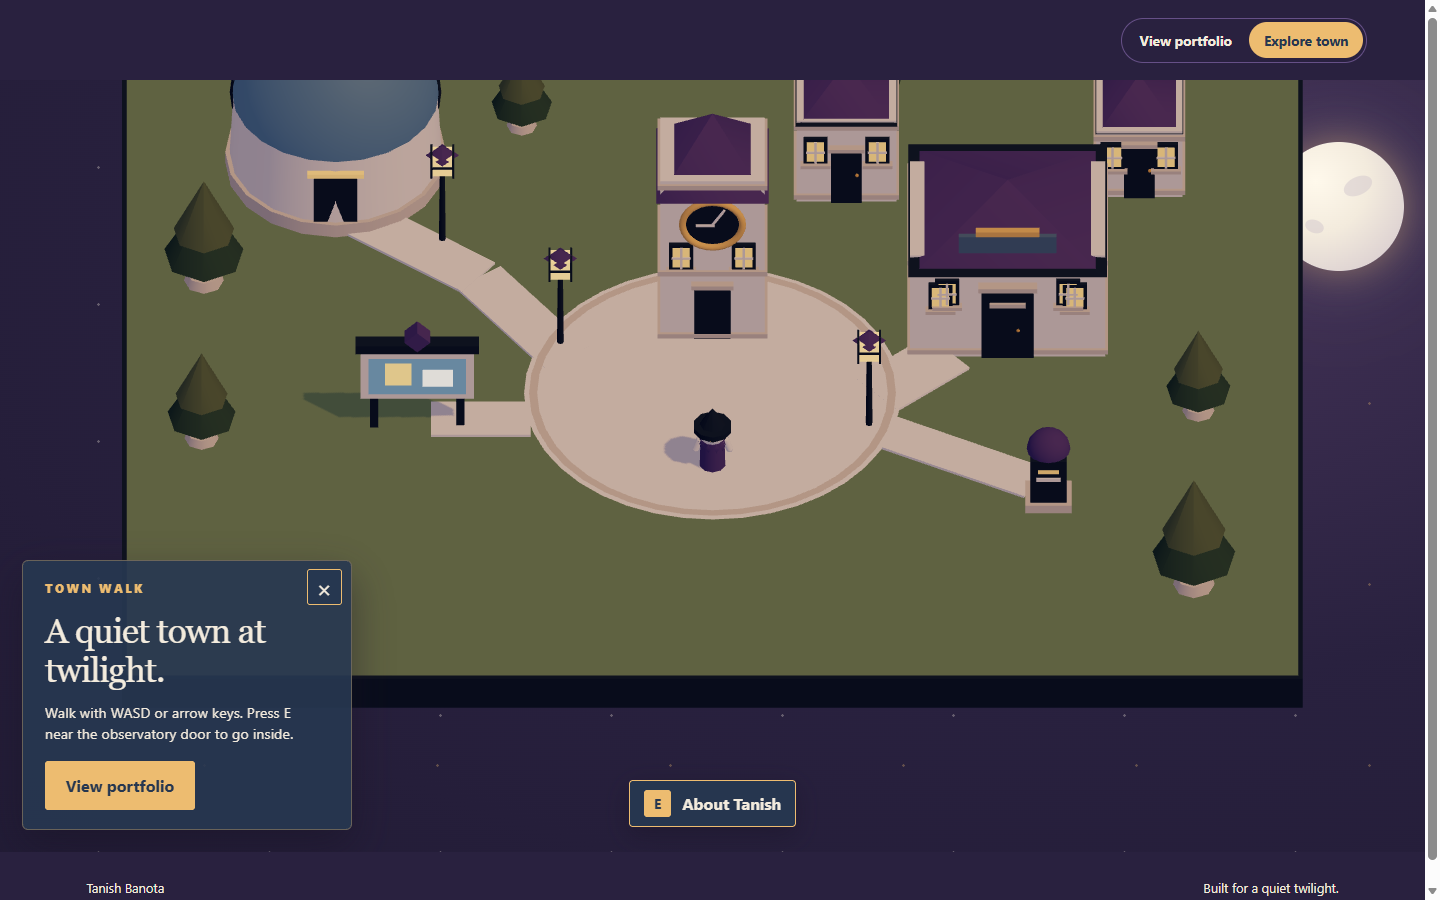 View portfolio
Explore town
TOWN WALK
×
A quiet town at
twilight.
Walk with WASD or arrow keys. Press E
near the observatory door to go inside.
View portfolio
E About Tanish
Tanish Banota
Built for a quiet twilight.